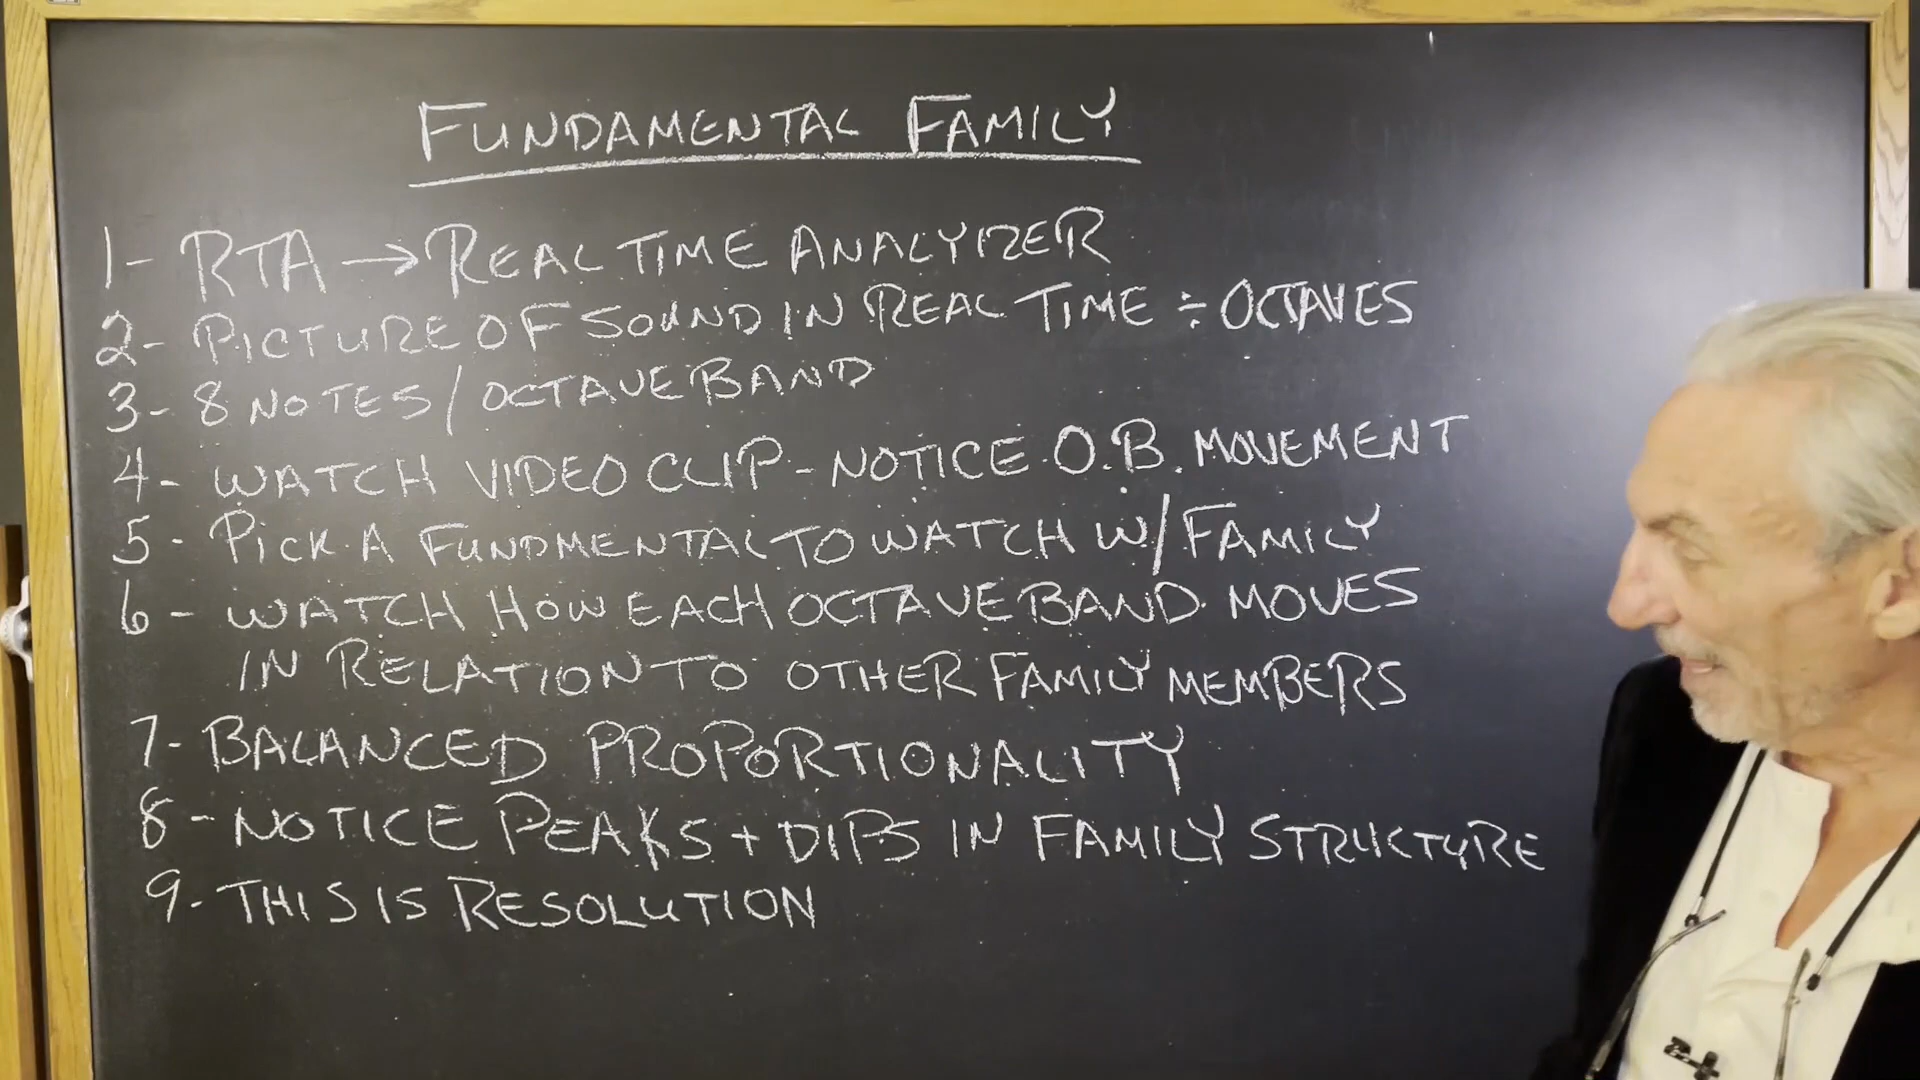 FUNDAMENTAL FAMILY
1- RTA → REAL TIME ANALYZER
2- PICTURE OF SOUND IN REAL TIME ÷ OCTAVES
3- 8 NOTES / OCTAVE BAND
4- WATCH VIDEO CLIP - NOTICE O.B. MOVEMENT
5- PICK A FUNDMENTAL TO WATCH W/ FAMILY
6- WATCH HOW EACH OCTAVE BAND MOVES
IN RELATION TO OTHER FAMILY MEMBERS
7- BALANCED PROPORTIONALITY
8- NOTICE PEAKS + DIPS IN FAMILY STRUCTURE
9- THIS IS RESOLUTION